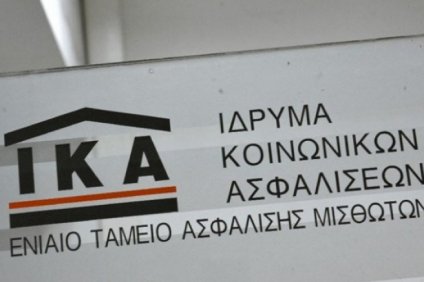 ΙΚΑ
ΙΔΡΥΜΑ
ΚΟΙΝΩΝΙΚΩΝ
ΑΣΦΑΛΙΣΕΩΝ
ΕΝΙΑΙΟ ΤΑΜΕΙΟ ΑΣΦΑΛΙΣΗΣ ΜΙΣΘΩΤΩΝ